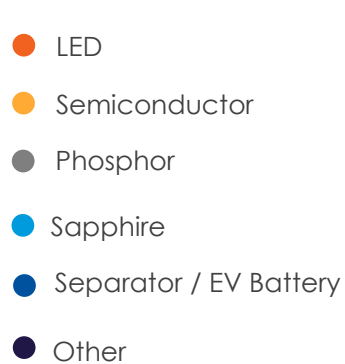 LED
Semiconductor
Phosphor
Sapphire
Separator / EV Battery
Other